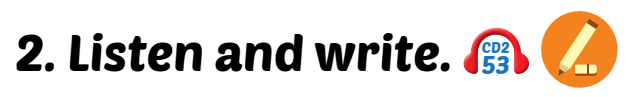 2. Listen and write. CD2
53